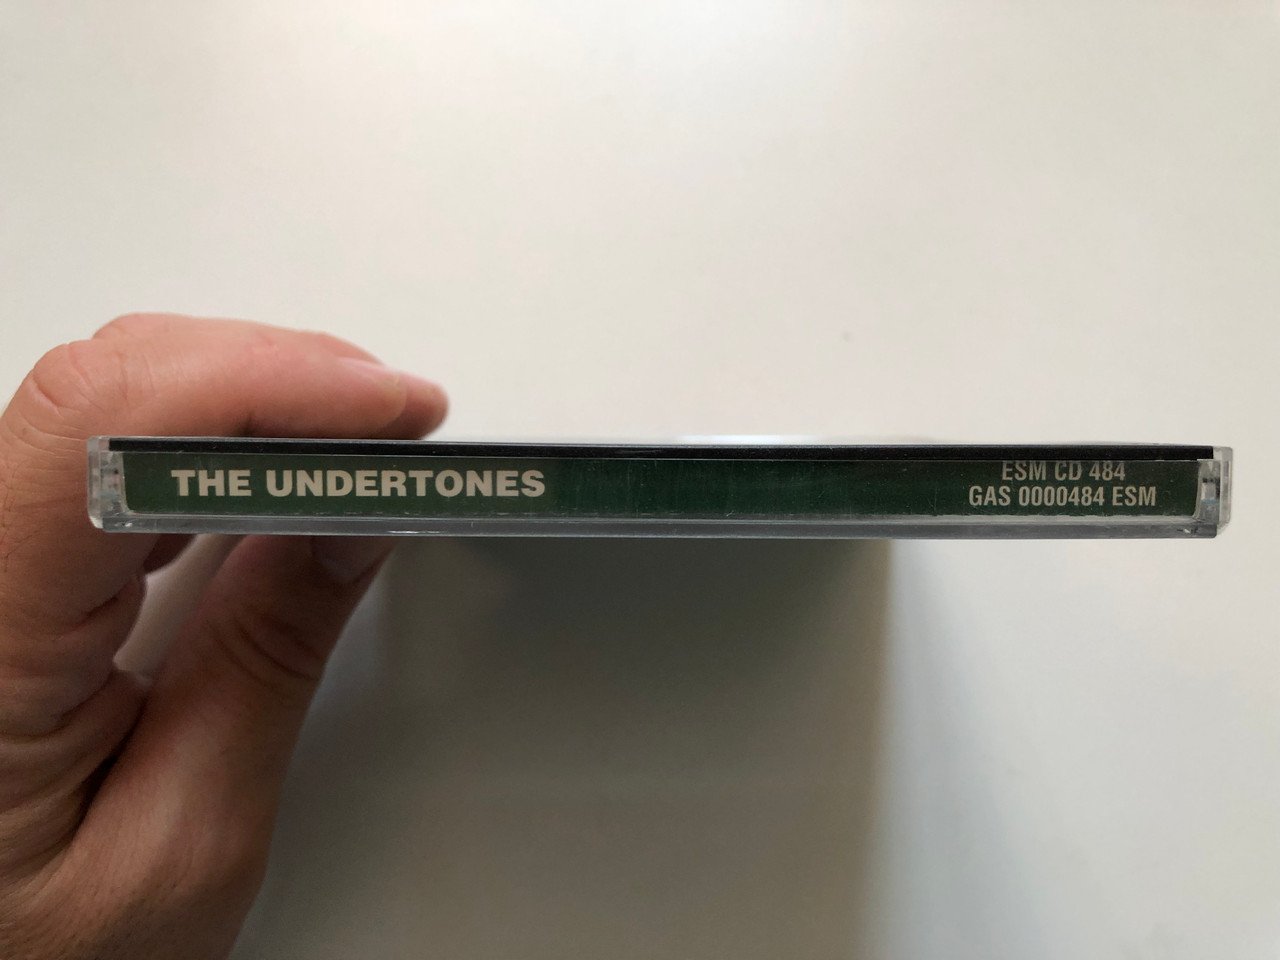 THE UNDERTONES
ESM CD 484
GAS 0000484 ESM